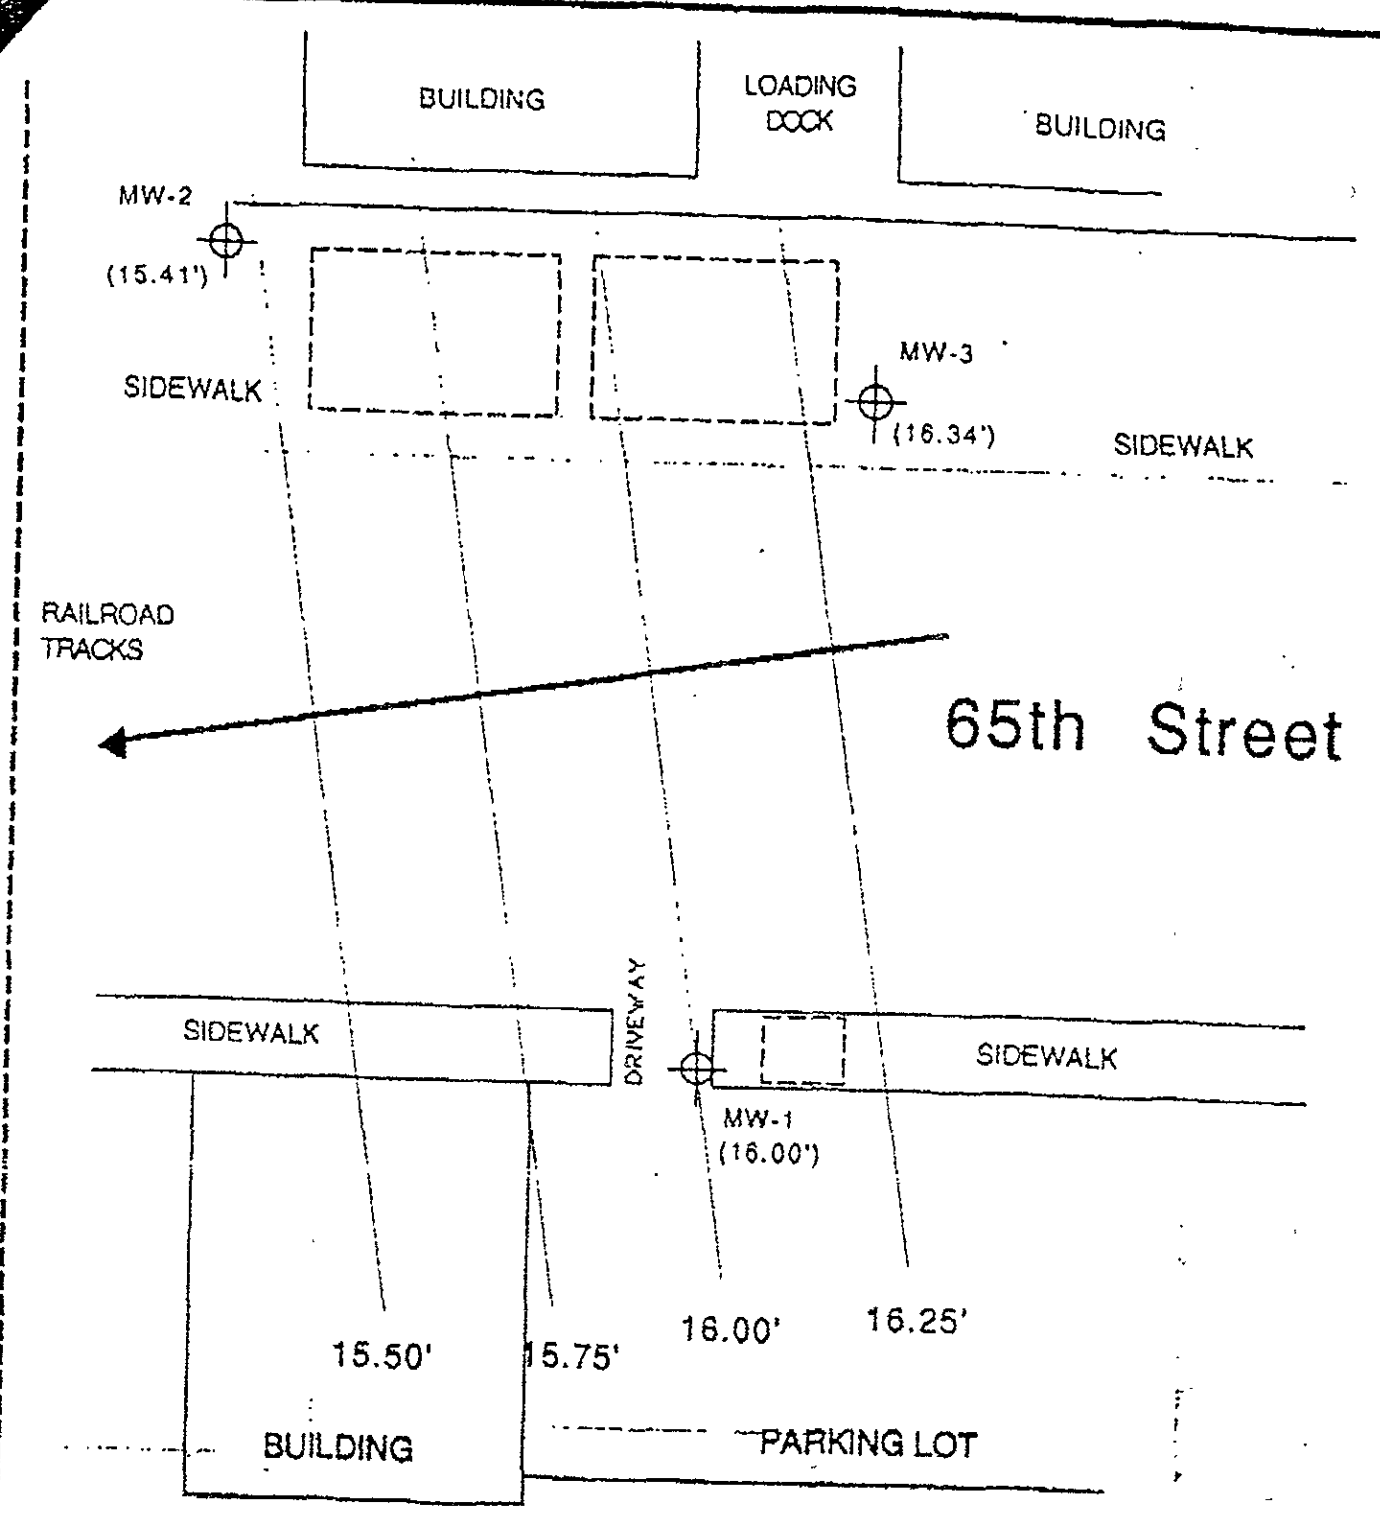 BUILDING
LOADING
DOCK
BUILDING
MW-2
(15.41')
MW-3
SIDEWALK
(16.34')
SIDEWALK
RAILROAD
TRACKS
65th Street
DRIVEWAY
SIDEWALK
SIDEWALK
MW-1
(16.00')
15.50'
15.75'
16.00'
16.25'
BUILDING
PARKING LOT